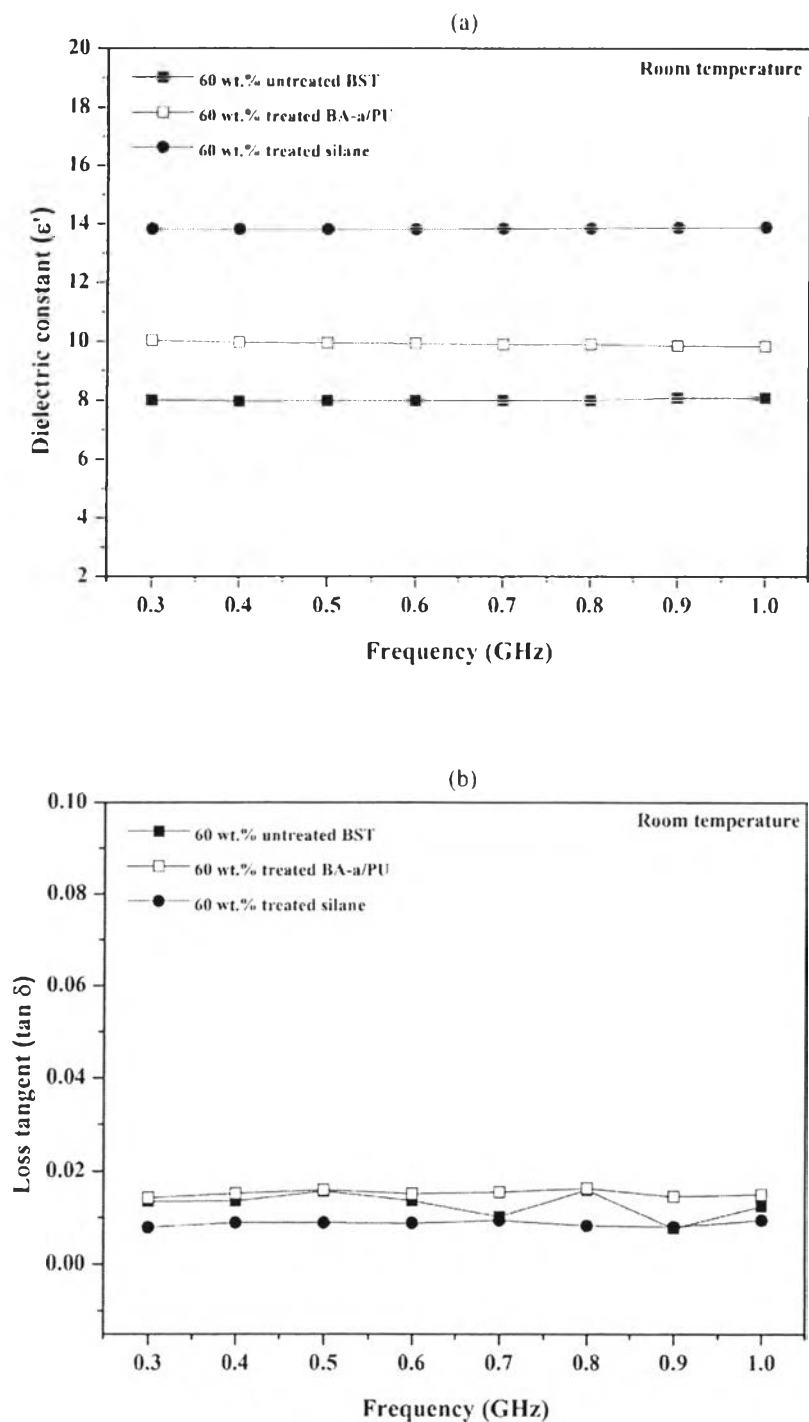 (a)
20
18
16
14
12
10
8
6
4
2
Dielectric constant (ε')
60 wt.% untreated BST
60 wt.% treated BA-a/PU
60 wt.% treated silane
Room temperature
0.3 0.4 0.5 0.6 0.7 0.8 0.9 1.0
Frequency (GHz)
(b)
0.10
0.08
0.06
0.04
0.02
0.00
Loss tangent (tan δ)
60 wt.% untreated BST
60 wt.% treated BA-a/PU
60 wt.% treated silane
Room temperature
0.3 0.4 0.5 0.6 0.7 0.8 0.9 1.0
Frequency (GHz)